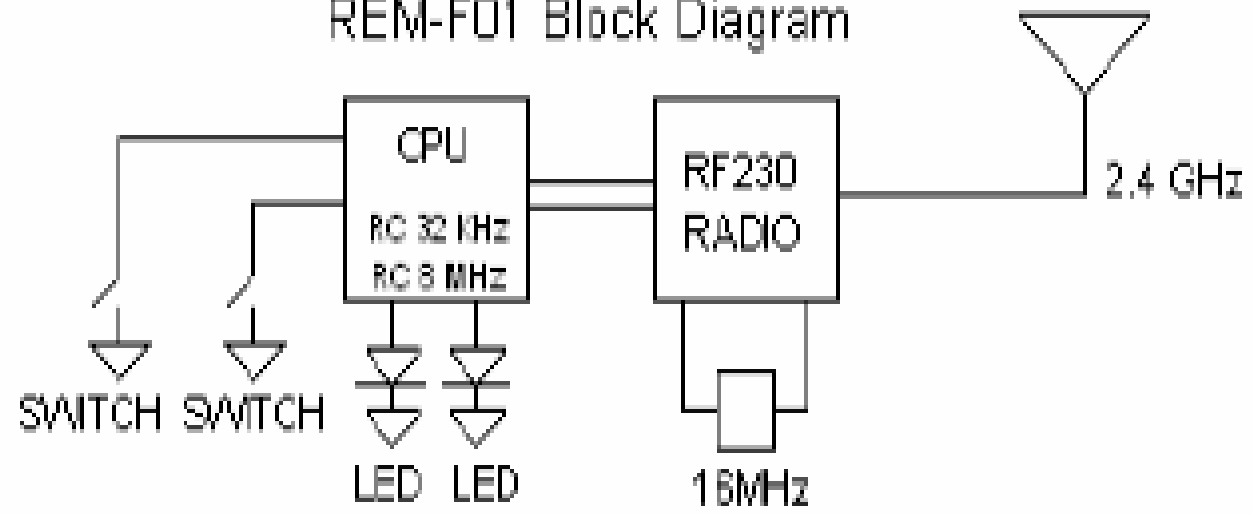 REM-F01 Block Diagram
CPU
RC 32 KHz
RC 8 MHz
RF230
RADIO
2.4 GHz
SWITCH SWITCH
LED LED
16MHz